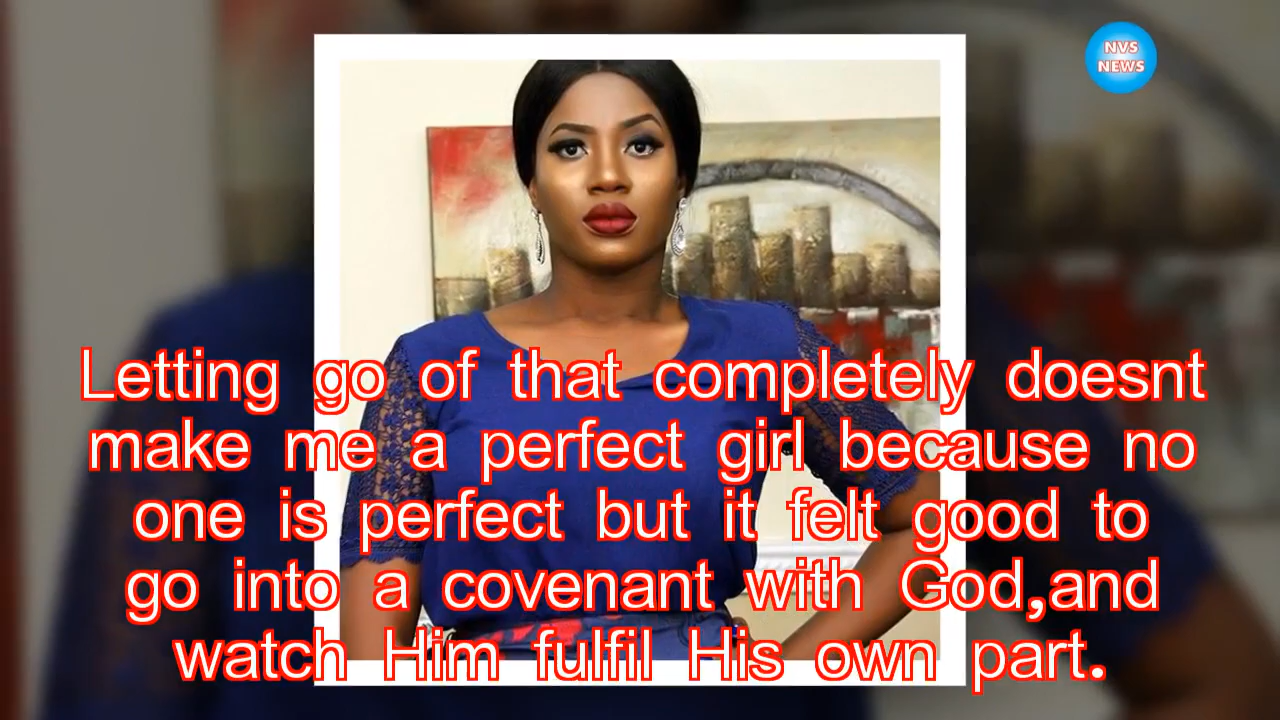 NVS
NEWS
Letting go of that completely doesnt
make me a perfect girl because no
one is perfect but it felt good to
go into a covenant with God,and
watch Him fulfil His own part.